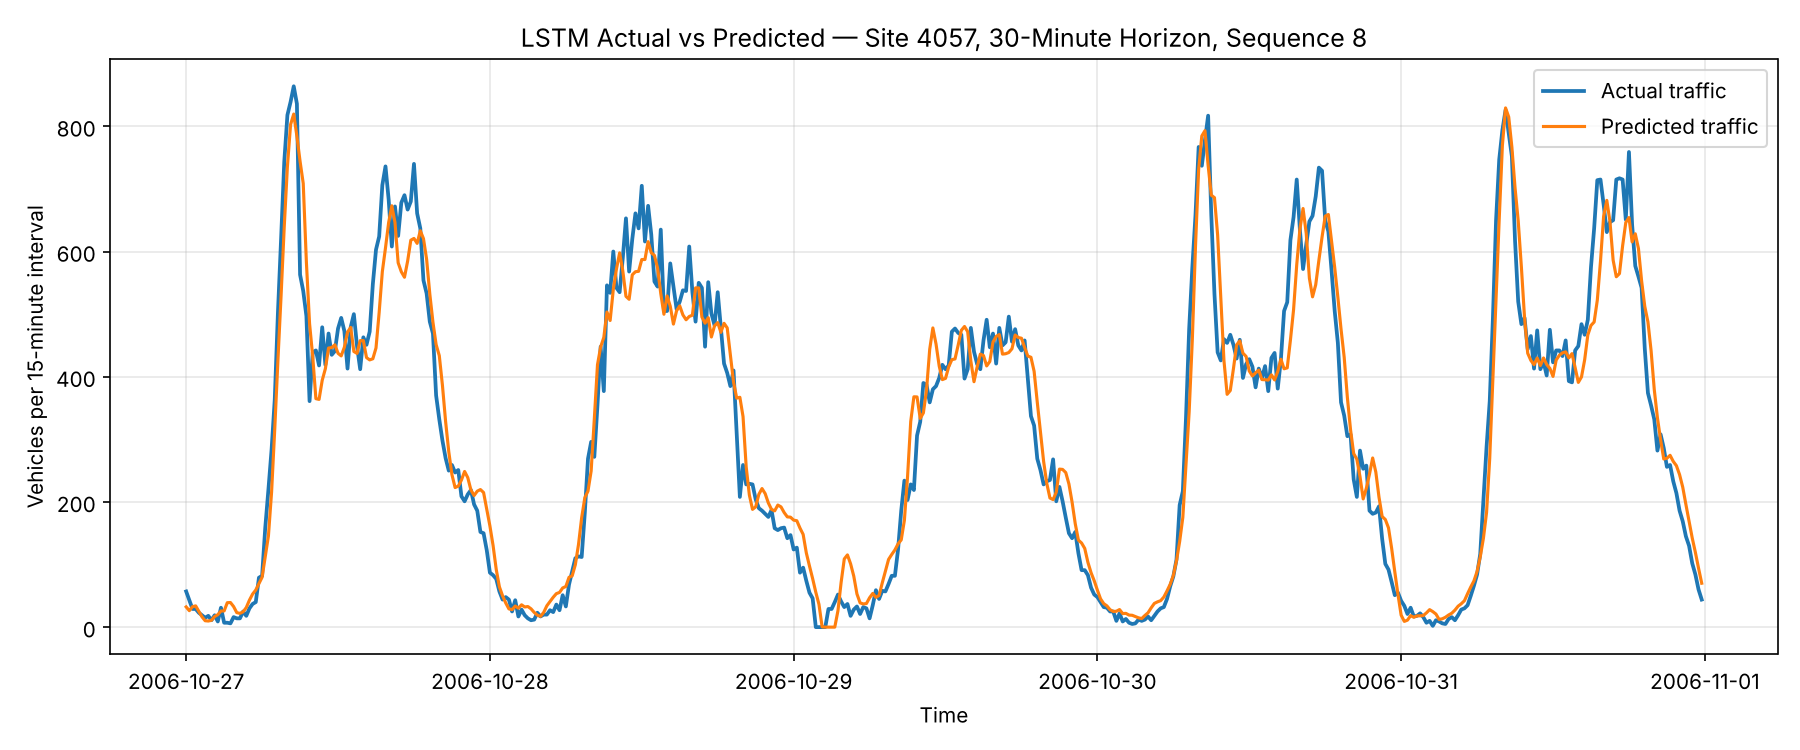 LSTM Actual vs Predicted — Site 4057, 30-Minute Horizon, Sequence 8
Actual traffic
Predicted traffic
Vehicles per 15-minute interval
800
600
400
200
0
2006-10-27
2006-10-28
2006-10-29
2006-10-30
2006-10-31
2006-11-01
Time